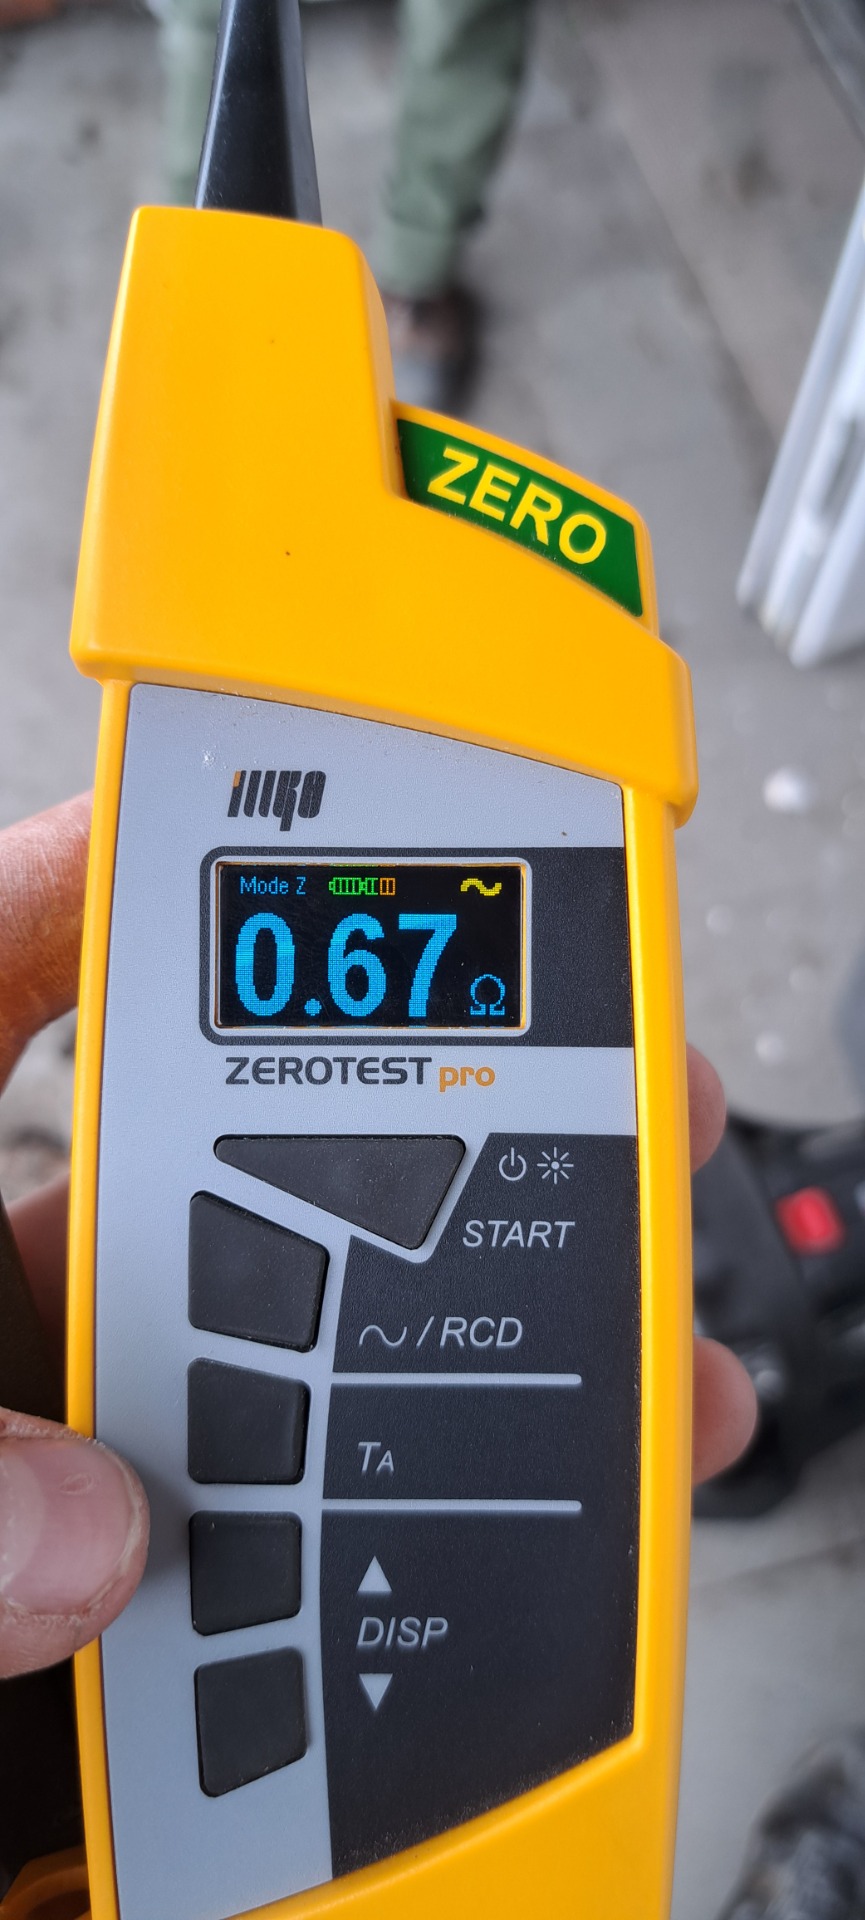 ZERO
Mode Z
0.67 Ω
ZEROTEST pro
START
/ RCD
TA
DISP